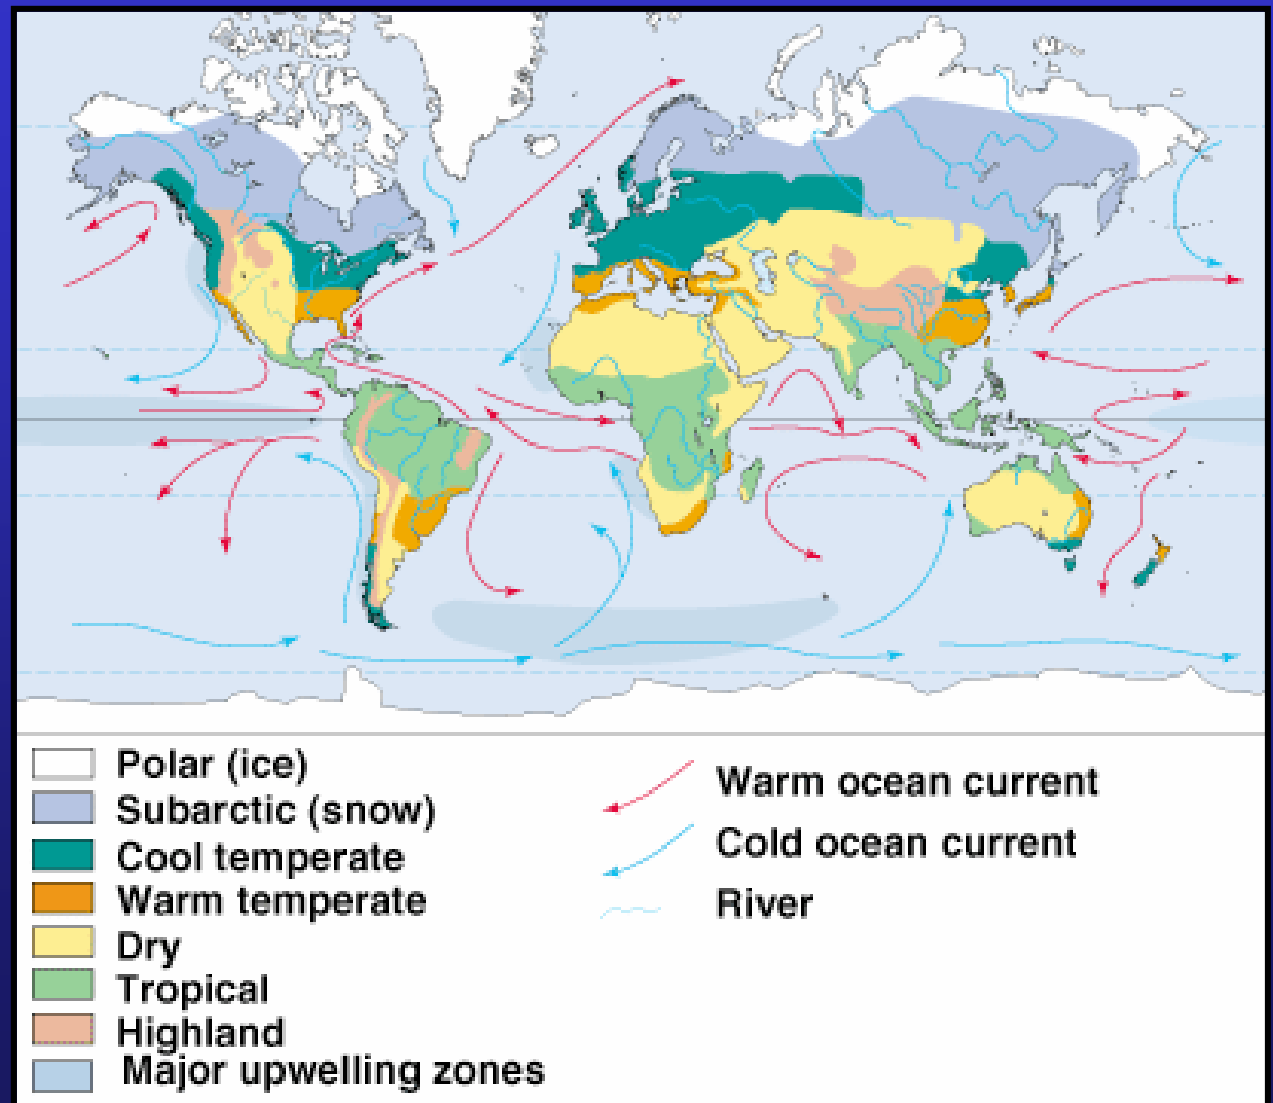 Polar (ice)
Subarctic (snow)
Cool temperate
Warm temperate
Dry
Tropical
Highland
Major upwelling zones
Warm ocean current
Cold ocean current
River